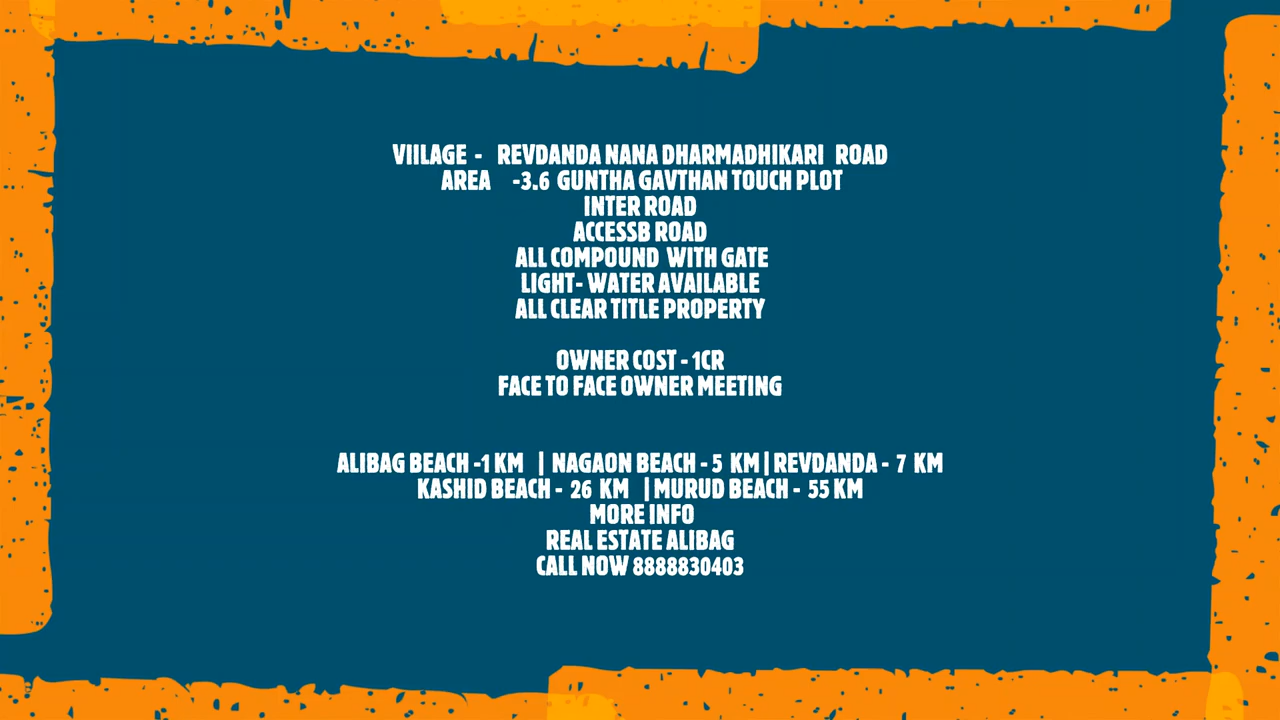 VIILAGE - REVDANDA NANA DHARMADHIKARI ROAD
AREA -3.6 GUNTHA GAVTHAN TOUCH PLOT
INTER ROAD
ACCESSB ROAD
ALL COMPOUND WITH GATE
LIGHT- WATER AVAILABLE
ALL CLEAR TITLE PROPERTY
OWNER COST - 1CR
FACE TO FACE OWNER MEETING
ALIBAG BEACH -1 KM | NAGAON BEACH - 5 KM | REVDANDA - 7 KM
KASHID BEACH - 26 KM | MURUD BEACH - 55 KM
MORE INFO
REAL ESTATE ALIBAG
CALL NOW 8888830403